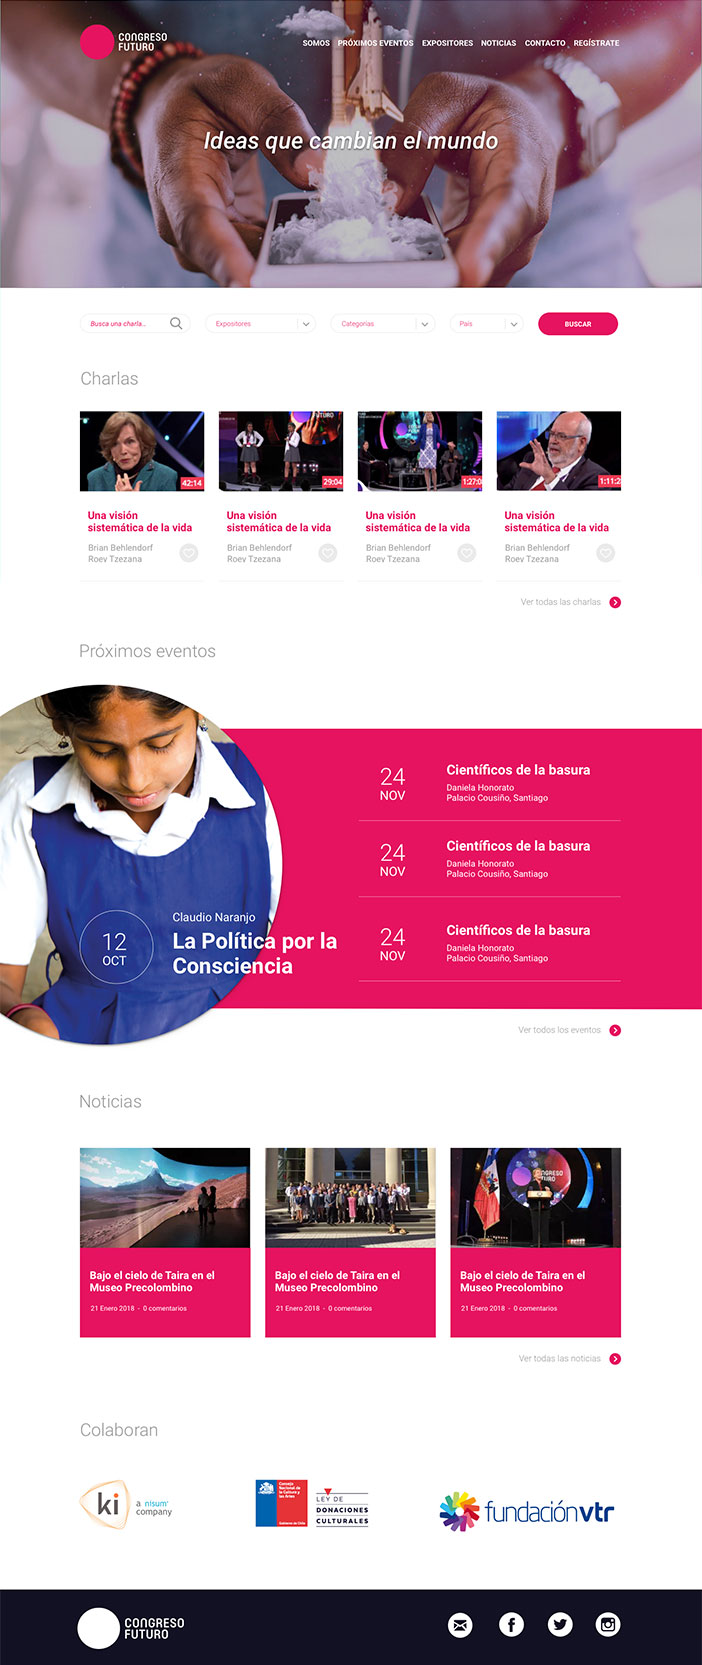 CONGRESO
FUTURO
SOMOS PRÓXIMOS EVENTOS EXPOSITORES NOTICIAS CONTACTO REGÍSTRATE
Ideas que cambian el mundo
Busca una charla... Expositores Categorias Pais BUSCAR
Charlas
42:14 29:04 1:27:0 1:11:2
Una visión
sistemática de la vida
Brian Behlendorf
Roey Tzezana
Una visión
sistemática de la vida
Brian Behlendorf
Roey Tzezana
Una visión
sistemática de la vida
Brian Behlendorf
Roey Tzezana
Una visión
sistemática de la vida
Brian Behlendorf
Roey Tzezana
Ver todas las charlas
Próximos eventos
12
OCT
Claudio Naranjo
La Política por la
Consciencia
24
NOV
Científicos de la basura
Daniela Honorato
Palacio Cousiño, Santiago
24
NOV
Científicos de la basura
Daniela Honorato
Palacio Cousiño, Santiago
24
NOV
Científicos de la basura
Daniela Honorato
Palacio Cousiño, Santiago
Ver todos los eventos
Noticias
CONGRESO
FUTURO
Bajo el cielo de Taira en el
Museo Precolombino
21 Enero 2018 - 0 comentarios
Bajo el cielo de Taira en el
Museo Precolombino
21 Enero 2018 - 0 comentarios
Bajo el cielo de Taira en el
Museo Precolombino
21 Enero 2018 - 0 comentarios
Ver todas las noticias
Colaboran
ki
a nisum
company
Consejo
Nacional de
la Cultura y
las Artes
Gobierno de Chile
LEY DE
DONACIONES
CULTURALES
fundaciónvtr
CONGRESO
FUTURO